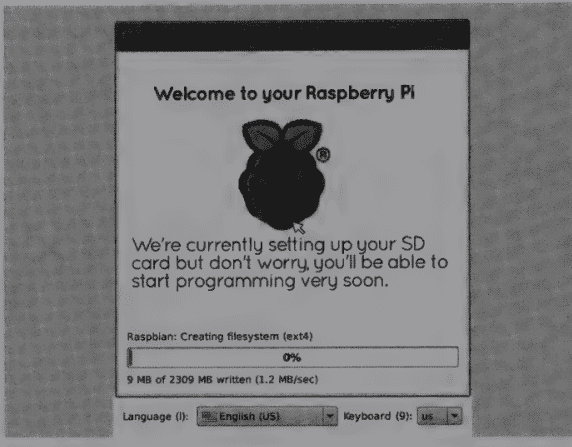 Welcome to your Raspberry Pi
®
We're currently setting up your SD
card but don't worry, you'll be able to
start programming very soon.
Raspbian: Creating filesystem (ext4)
0%
9 MB of 2309 MB written (1.2 MB/sec)
Language (l): English (US) Keyboard (9): us